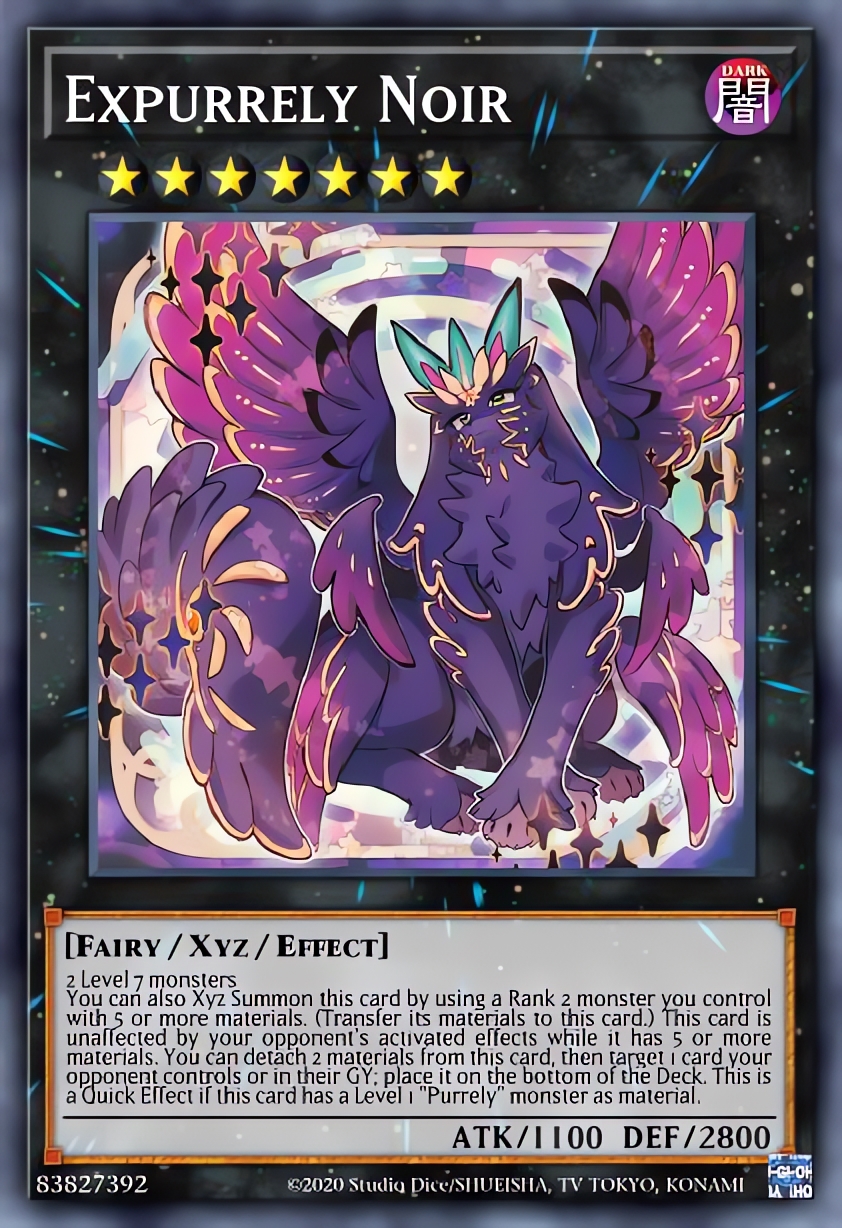 EXPURRELY NOIR
DARK
闇
[FAIRY / XYZ / EFFECT]
2 Level 7 monsters
You can also Xyz Summon this card by using a Rank 2 monster you control
with 5 or more materials. (Transfer its materials to this card.) This card is
unaffected by your opponent's activated effects while it has 5 or more
materials. You can detach 2 materials from this card, then target 1 card your
opponent controls or in their GY; place it on the bottom of the Deck. This is
a Quick Effect if this card has a Level 1 "Purrely" monster as material.
ATK/1100 DEF/2800
83827392
©2020 Studio Dice/SHUEISHA, TV TOKYO, KONAMI